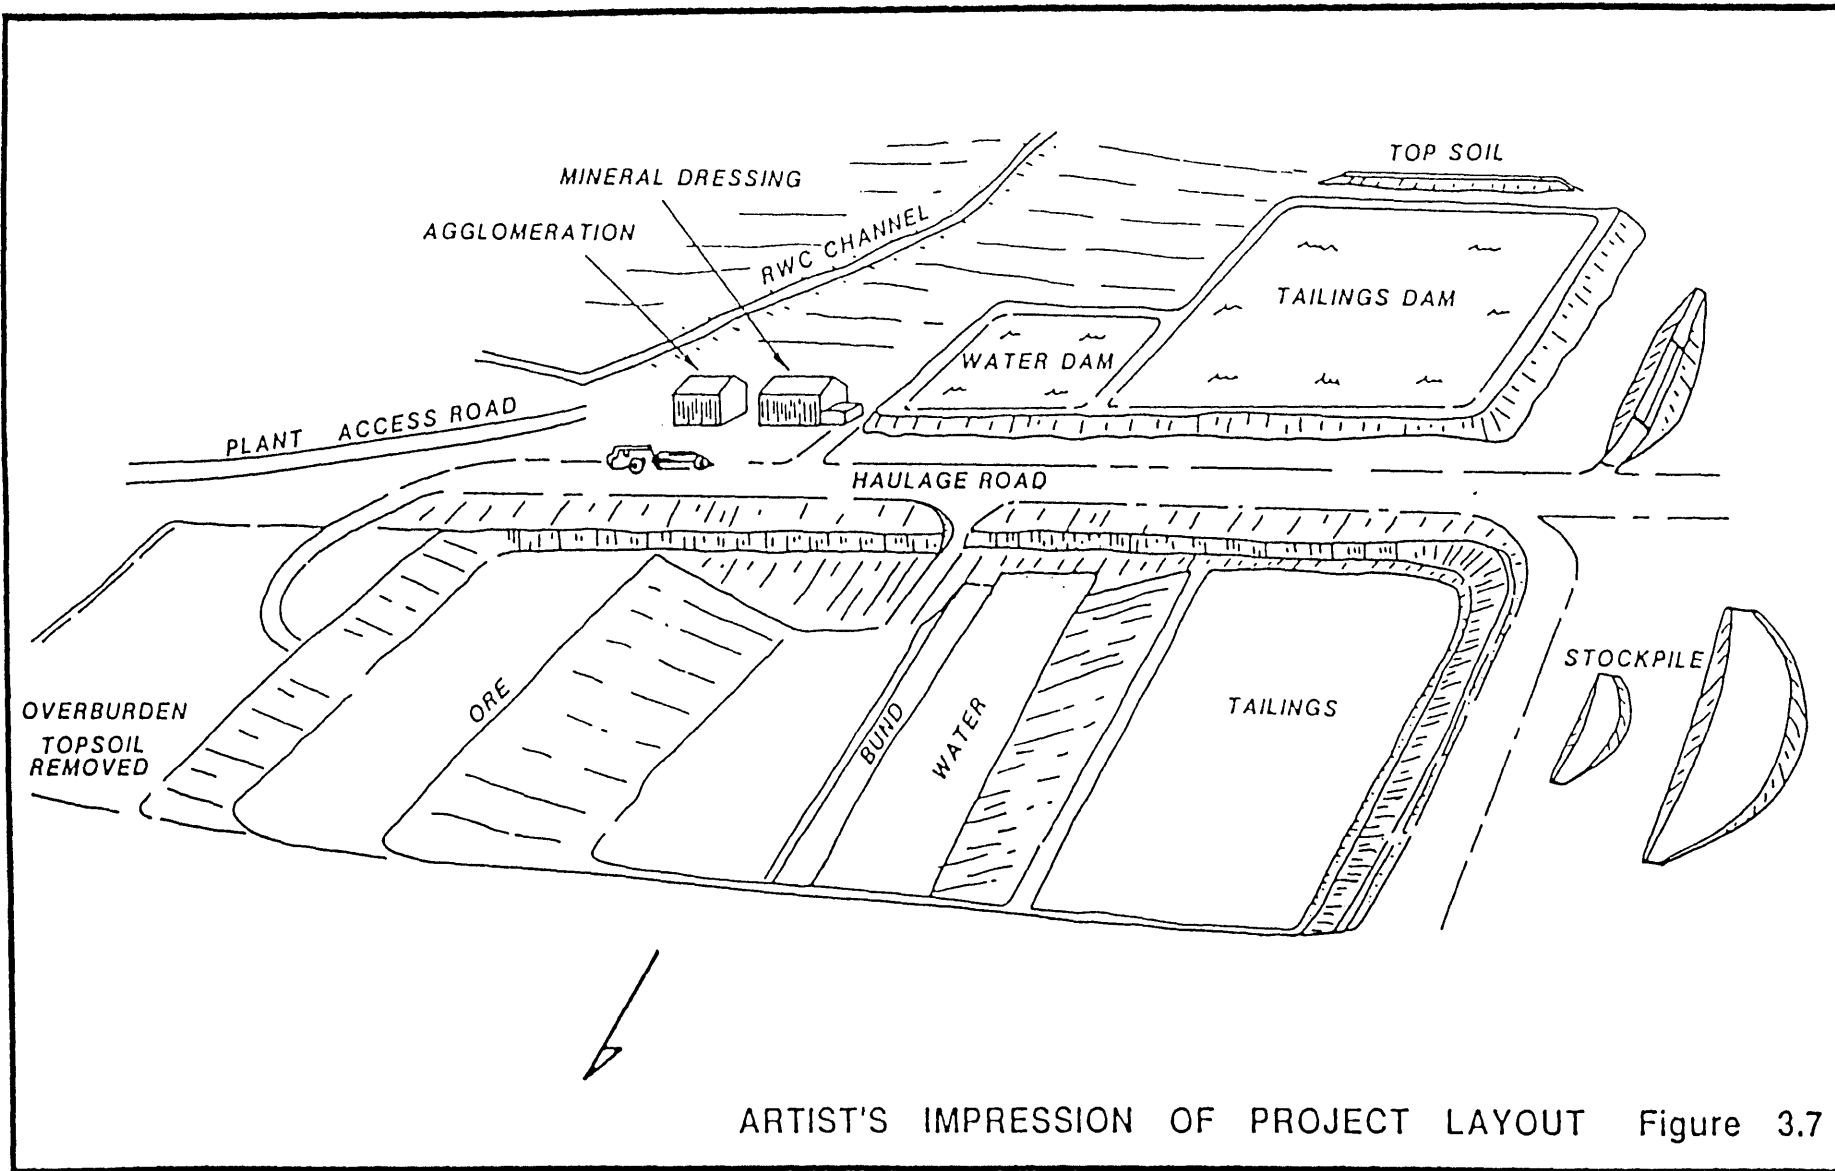 TOP SOIL
MINERAL DRESSING
AGGLOMERATION
RWC CHANNEL
TAILINGS DAM
WATER DAM
PLANT ACCESS ROAD
HAULAGE ROAD
STOCKPILE
ORE
OVERBURDEN
TOPSOIL
REMOVED
BUND
WATER
TAILINGS
ARTIST'S IMPRESSION OF PROJECT LAYOUT Figure 3.7